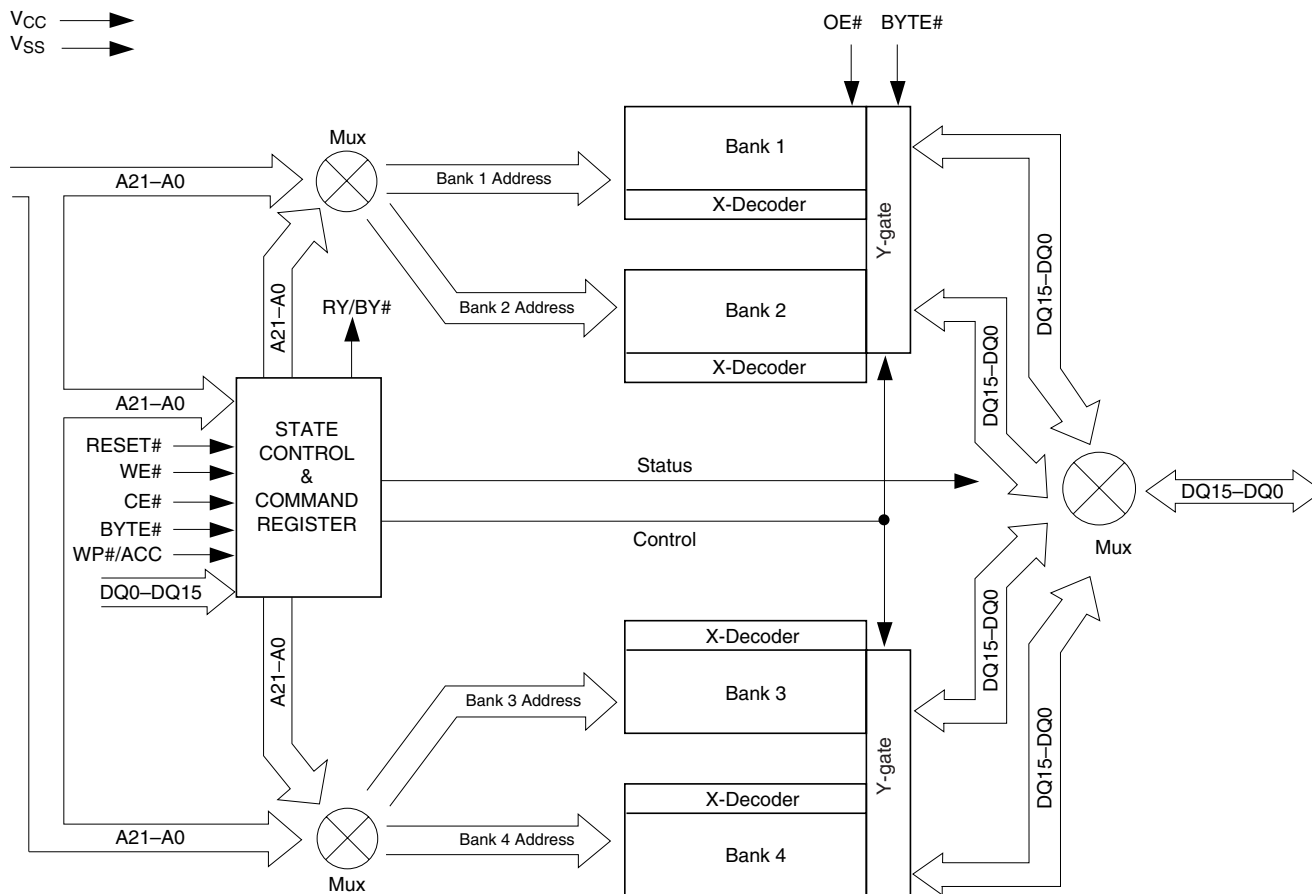 VCC
VSS
OE# BYTE#
Mux
A21–A0
Bank 1 Address
Bank 1
X-Decoder
Y-gate
DQ15–DQ0
A21–A0
RY/BY#
Bank 2 Address
Bank 2
X-Decoder
DQ15–DQ0
A21–A0
RESET#
WE#
CE#
BYTE#
WP#/ACC
DQ0–DQ15
STATE
CONTROL
&
COMMAND
REGISTER
Status
Control
DQ15–DQ0
Mux
A21–A0
X-Decoder
Bank 3 Address
Bank 3
Y-gate
DQ15–DQ0
DQ15–DQ0
X-Decoder
A21–A0
Bank 4 Address
Bank 4
Mux